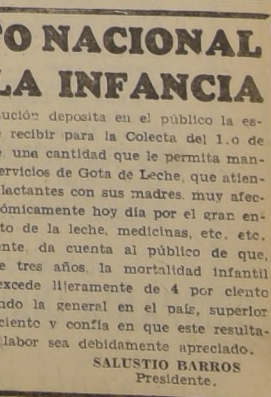 TO NACIONAL
LA INFANCIA
ución deposita en el público la es-
recibir para la Colecta del 1.o de
una cantidad que le permita man-
ervicios de Gota de Leche, que atien-
lactantes con sus madres, muy afec-
ómicamente hoy día por el gran en-
to de la leche, medicinas, etc. etc.
ente, da cuenta al público de que,
e tres años, la mortalidad infantil
excede lijeramente de 4 por ciento
ndo la general en el país, superior
ciento y confía en que este resulta-
labor sea debidamente apreciado.
SALUSTIO BARROS
Presidente.